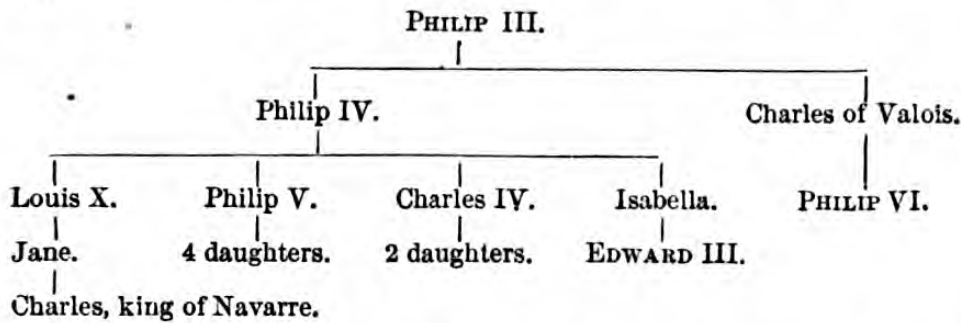 PHILIP III.
Philip IV. Charles of Valois.
Louis X. Philip V. Charles IV. Isabella. PHILIP VI.
Jane. 4 daughters. 2 daughters. EDWARD III.
Charles, king of Navarre.